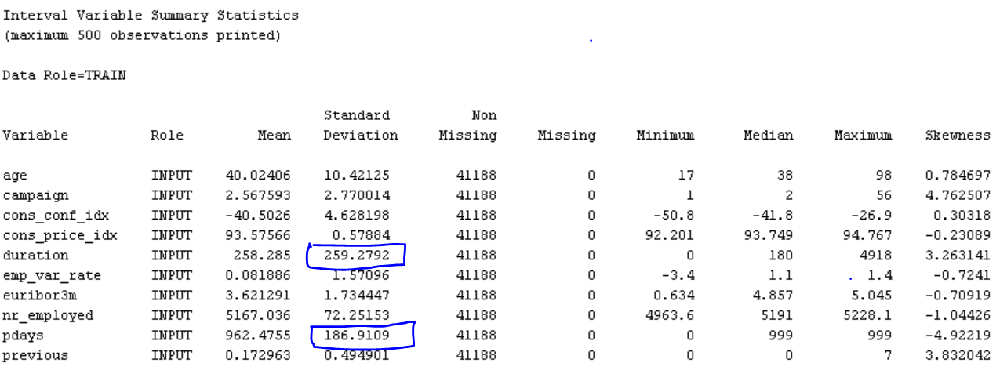 Interval Variable Summary Statistics
(maximum 500 observations printed)
Data Role=TRAIN
Standard Non
Variable Role Mean Deviation Missing Missing Minimum Median Maximum Skewness
age INPUT 40.02406 10.42125 41188 0 17 38 98 0.784697
campaign INPUT 2.567593 2.770014 41188 0 1 2 56 4.762507
cons_conf_idx INPUT -40.5026 4.628198 41188 0 -50.8 -41.8 -26.9 0.30318
cons_price_idx INPUT 93.57566 0.57884 41188 0 92.201 93.749 94.767 -0.23089
duration INPUT 258.285 259.2792 41188 0 0 180 4918 3.263141
emp_var_rate INPUT 0.081886 1.57096 41188 0 -3.4 1.1 1.4 -0.7241
euribor3m INPUT 3.621291 1.734447 41188 0 0.634 4.857 5.045 -0.70919
nr_employed INPUT 5167.036 72.25153 41188 0 4963.6 5191 5228.1 -1.04426
pdays INPUT 962.4755 186.9109 41188 0 0 999 999 -4.92219
previous INPUT 0.172963 0.494901 41188 0 0 0 7 3.832042